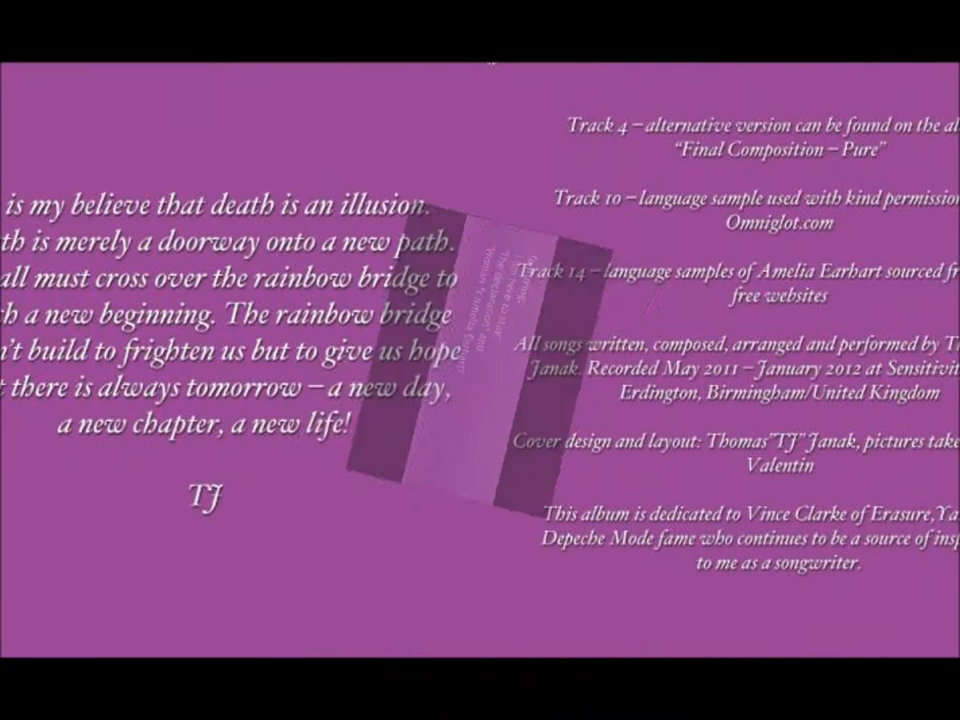 is my believe that death is an illusion.
th is merely a doorway onto a new path.
all must cross over the rainbow bridge to
h a new beginning. The rainbow bridge
n't build to frighten us but to give us hope
t there is always tomorrow – a new day,
a new chapter, a new life!
TJ
Track 4 – alternative version can be found on the al
"Final Composition – Pure"
Track 10 – language sample used with kind permission
Omniglot.com
Track 14 – language samples of Amelia Earhart sourced fr
free websites
All songs written, composed, arranged and performed by T
Janak. Recorded May 2011 – January 2012 at Sensitivi
Erdington, Birmingham/United Kingdom
Cover design and layout: Thomas"TJ" Janak, pictures take
Valentin
This album is dedicated to Vince Clarke of Erasure,Ya
Depeche Mode fame who continues to be a source of insp
to me as a songwriter.